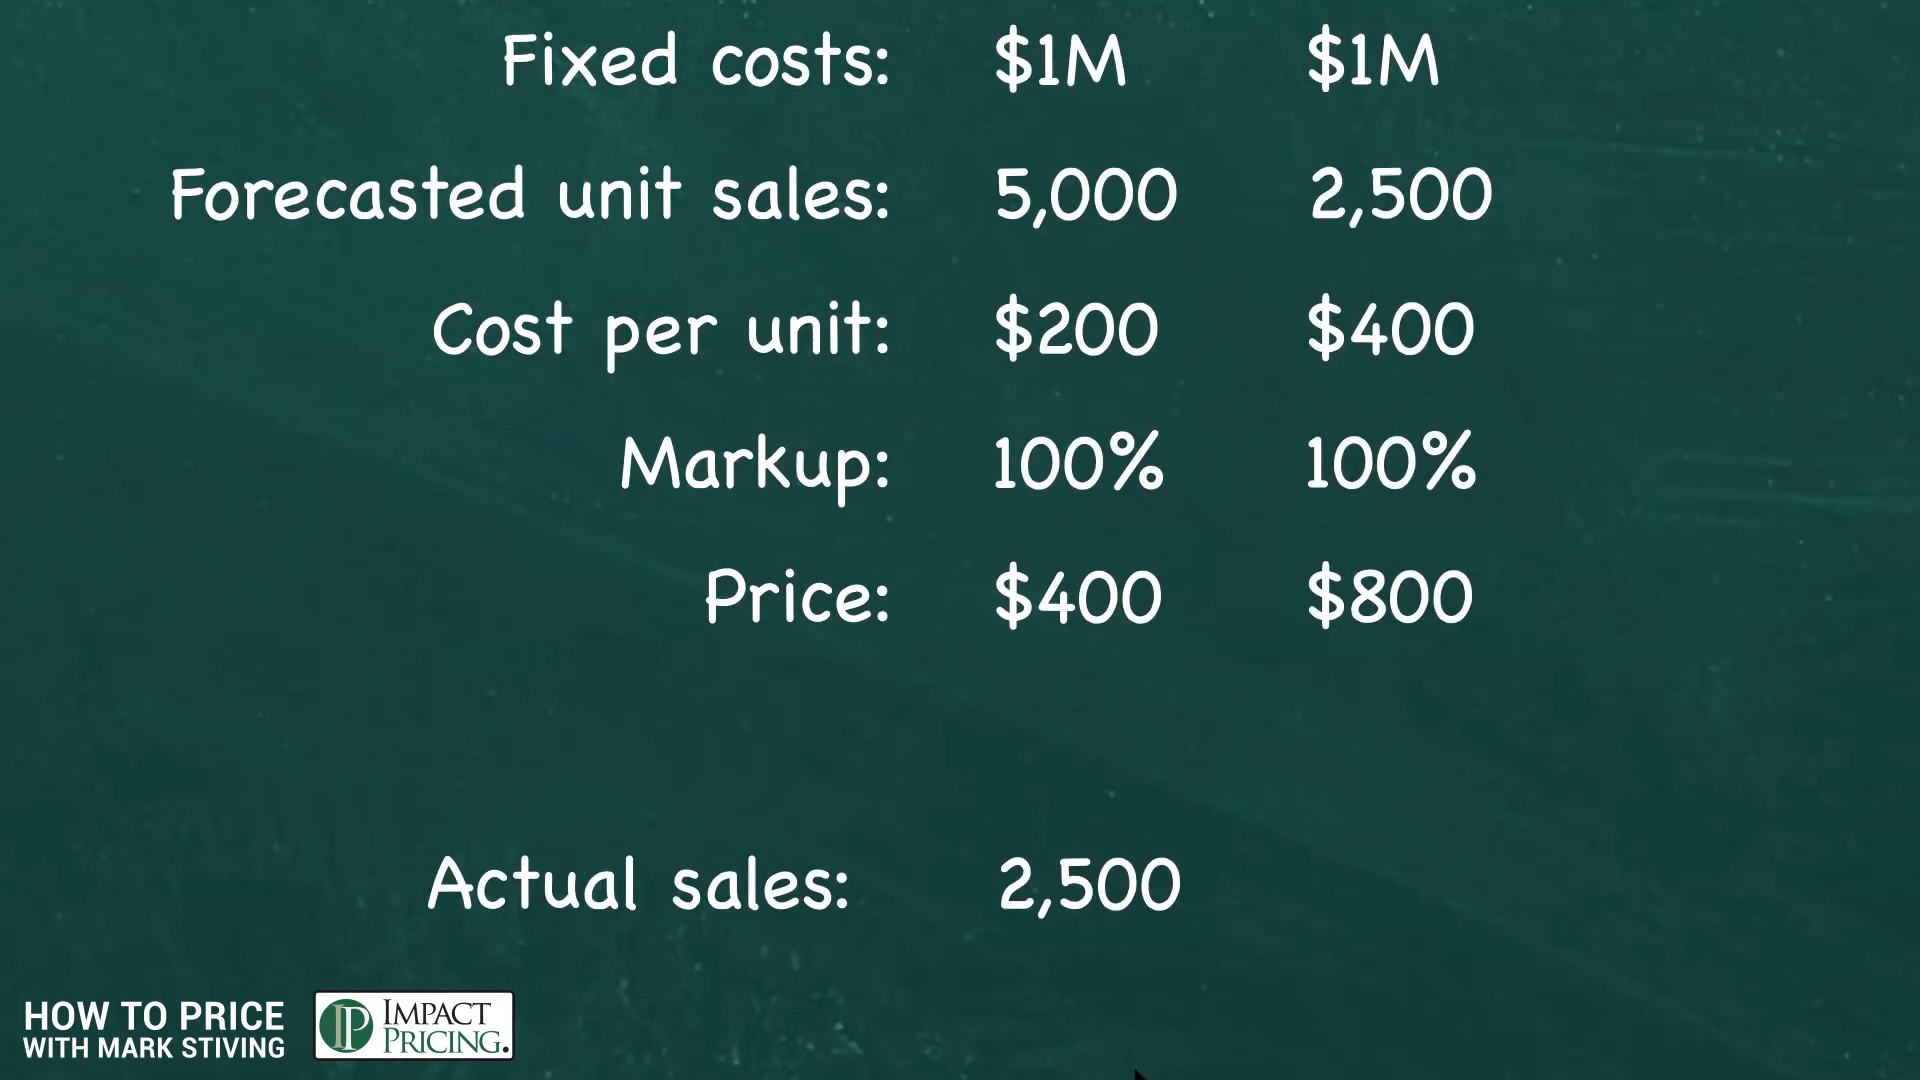 Fixed costs: $1M $1M
Forecasted unit sales: 5,000 2,500
Cost per unit: $200 $400
Markup: 100% 100%
Price: $400 $800
Actual sales: 2,500
HOW TO PRICE
WITH MARK STIVING
IP IMPACT
PRICING.